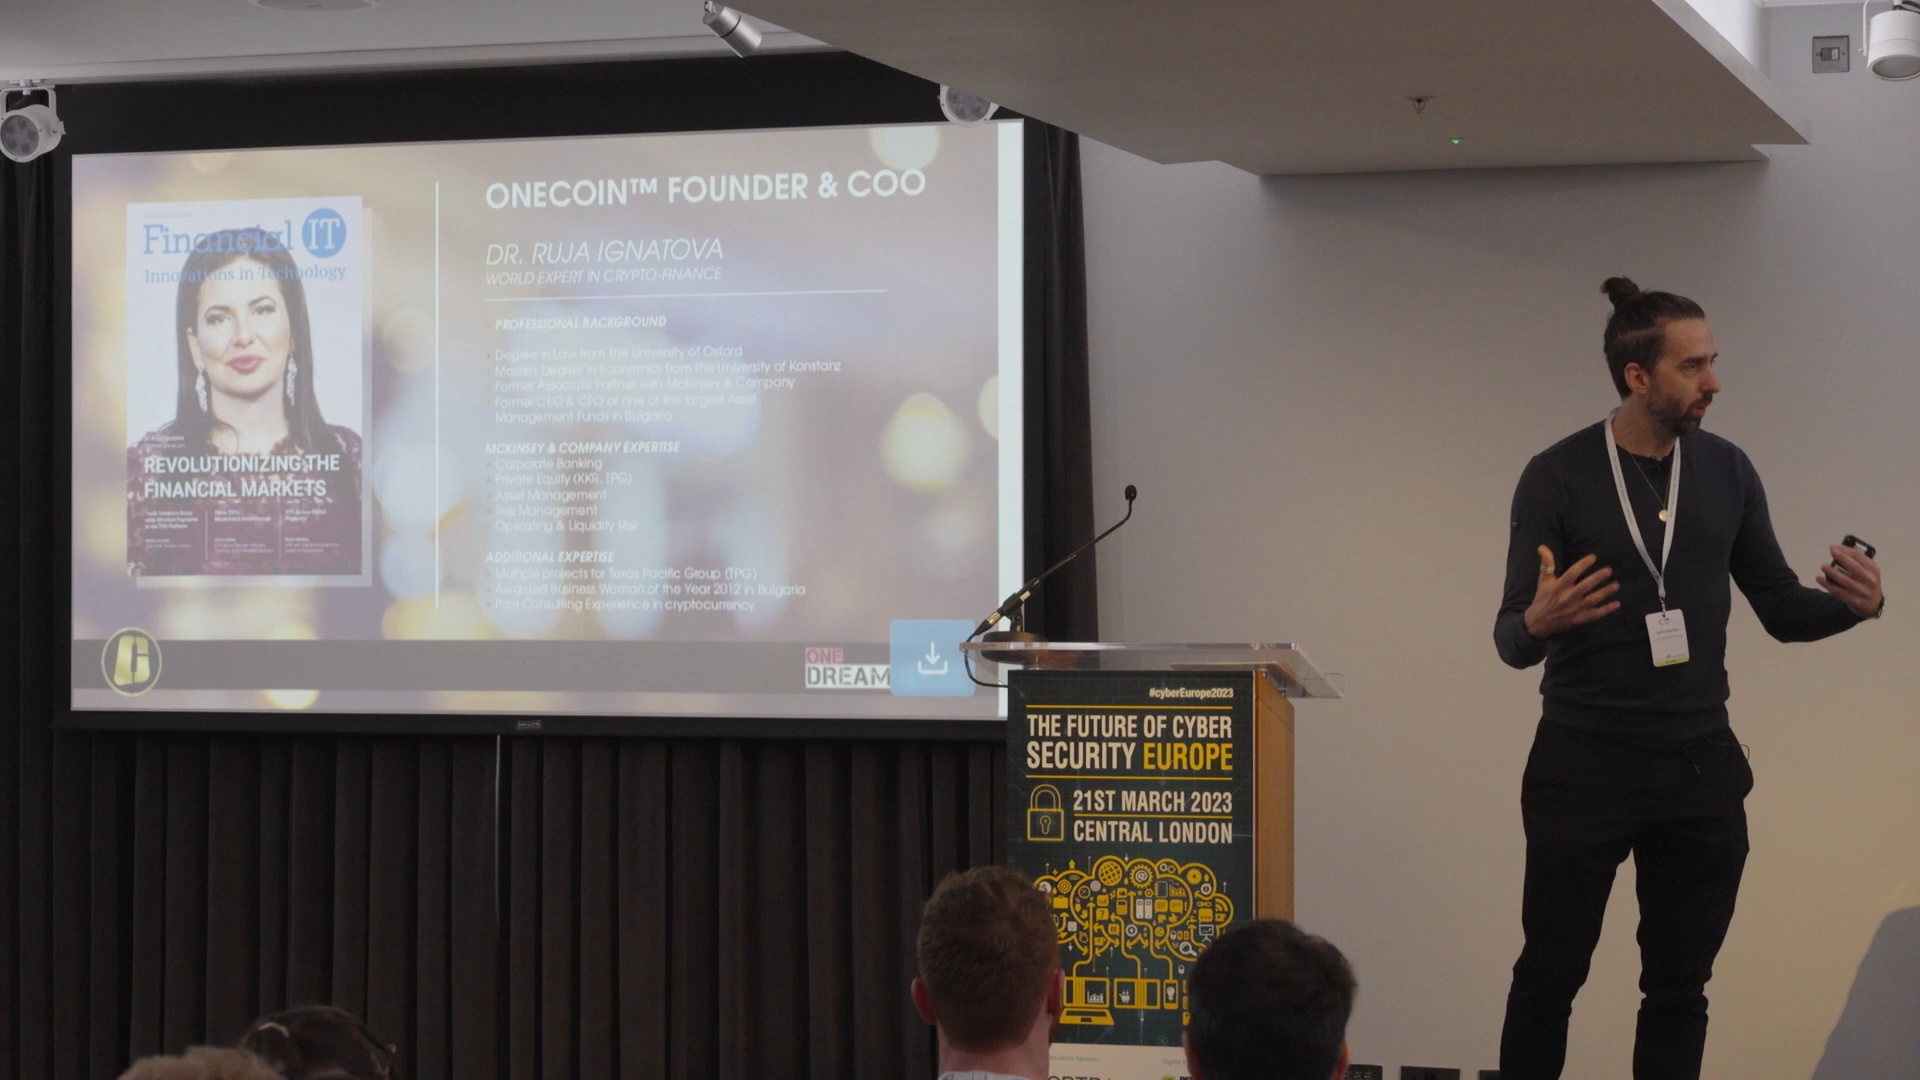 Financial IT
Innovations in Technology
REVOLUTIONIZING THE
FINANCIAL MARKETS
ONECOIN™ FOUNDER & COO
DR. RUJA IGNATOVA
WORLD EXPERT IN CRYPTO-FINANCE
PROFESSIONAL BACKGROUND
Degree in Law from the University of Oxford
Masters Degree in Economics from the University of Konstanz
Former Associate Partner with McKinsey & Company
Former CEO & CFO of one of the largest Asset
Management Funds in Bulgaria
MCKINSEY & COMPANY EXPERTISE
Corporate Banking
Private Equity (KKR, TPG)
Asset Management
Risk Management
Operating & Liquidity Risk
ADDITIONAL EXPERTISE
Multiple projects for Texas Pacific Group (TPG)
Awarded Business Woman of the Year 2012 in Bulgaria
Prior Consulting Experience in cryptocurrency
ONE
DREAM
#cyberEurope2023
THE FUTURE OF CYBER
SECURITY EUROPE
21ST MARCH 2023
CENTRAL LONDON